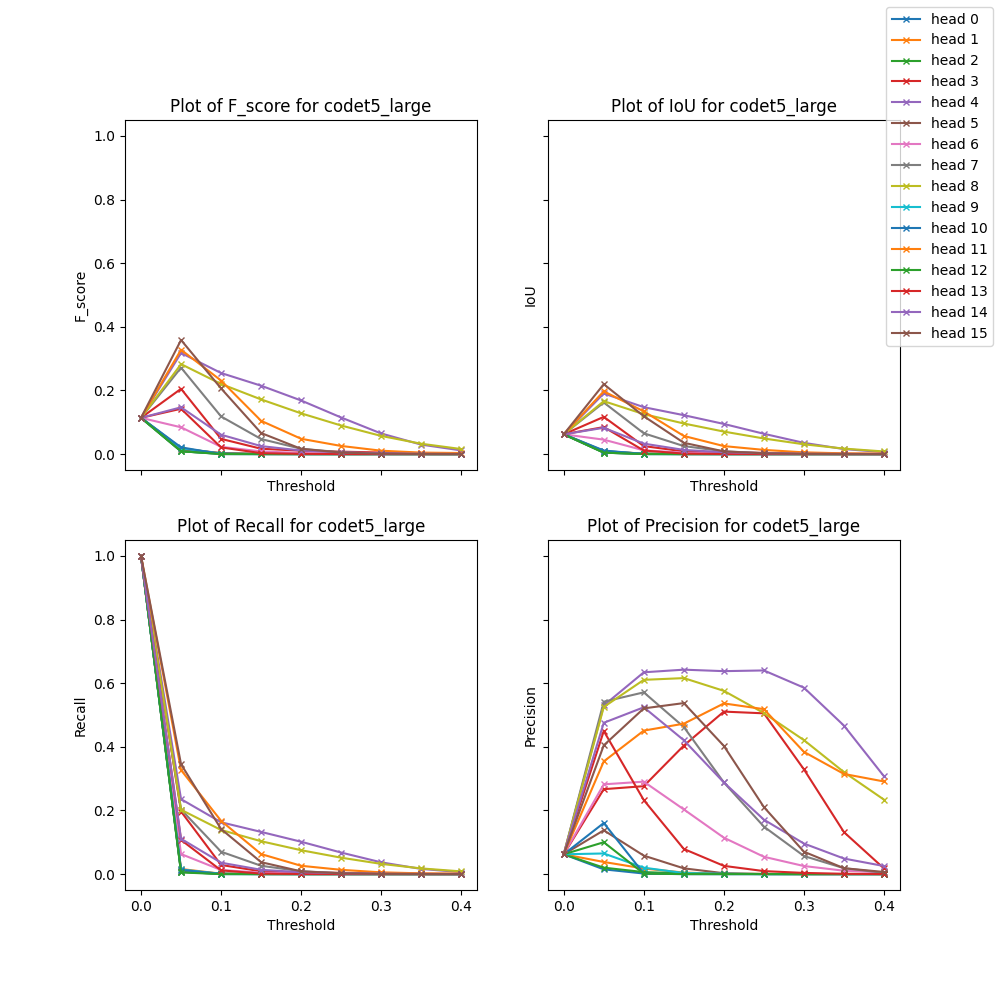 head 0
head 1
head 2
head 3
head 4
head 5
head 6
head 7
head 8
head 9
head 10
head 11
head 12
head 13
head 14
head 15
Plot of F_score for codet5_large
1.0
0.8
0.6
0.4
0.2
0.0
F_score
Threshold
Plot of IoU for codet5_large
IoU
Threshold
Plot of Recall for codet5_large
1.0
0.8
0.6
0.4
0.2
0.0
Recall
0.0 0.1 0.2 0.3 0.4
Threshold
Plot of Precision for codet5_large
Precision
0.0 0.1 0.2 0.3 0.4
Threshold